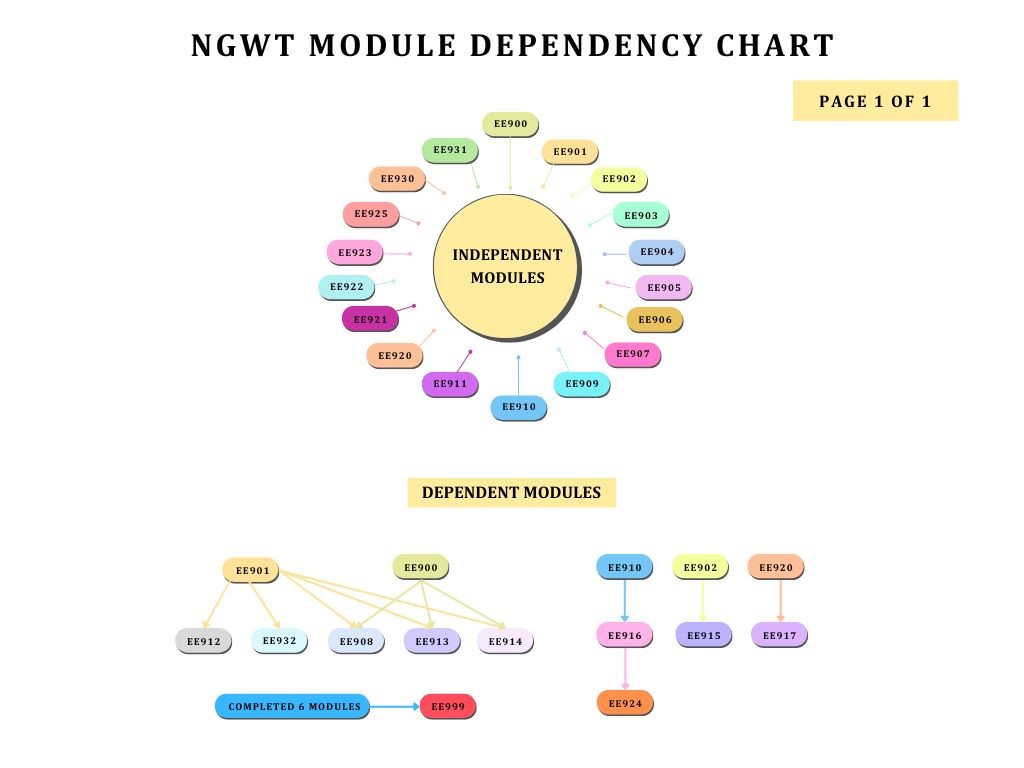 NGWT MODULE DEPENDENCY CHART
PAGE 1 OF 1
EE900
EE931
EE901
EE930
EE902
EE925
EE903
EE923
INDEPENDENT
MODULES
EE904
EE922
EE905
EE921
EE906
EE920
EE907
EE911
EE909
EE910
DEPENDENT MODULES
EE901
EE900
EE910
EE902
EE920
EE912
EE932
EE908
EE913
EE914
EE916
EE915
EE917
COMPLETED 6 MODULES
EE999
EE924